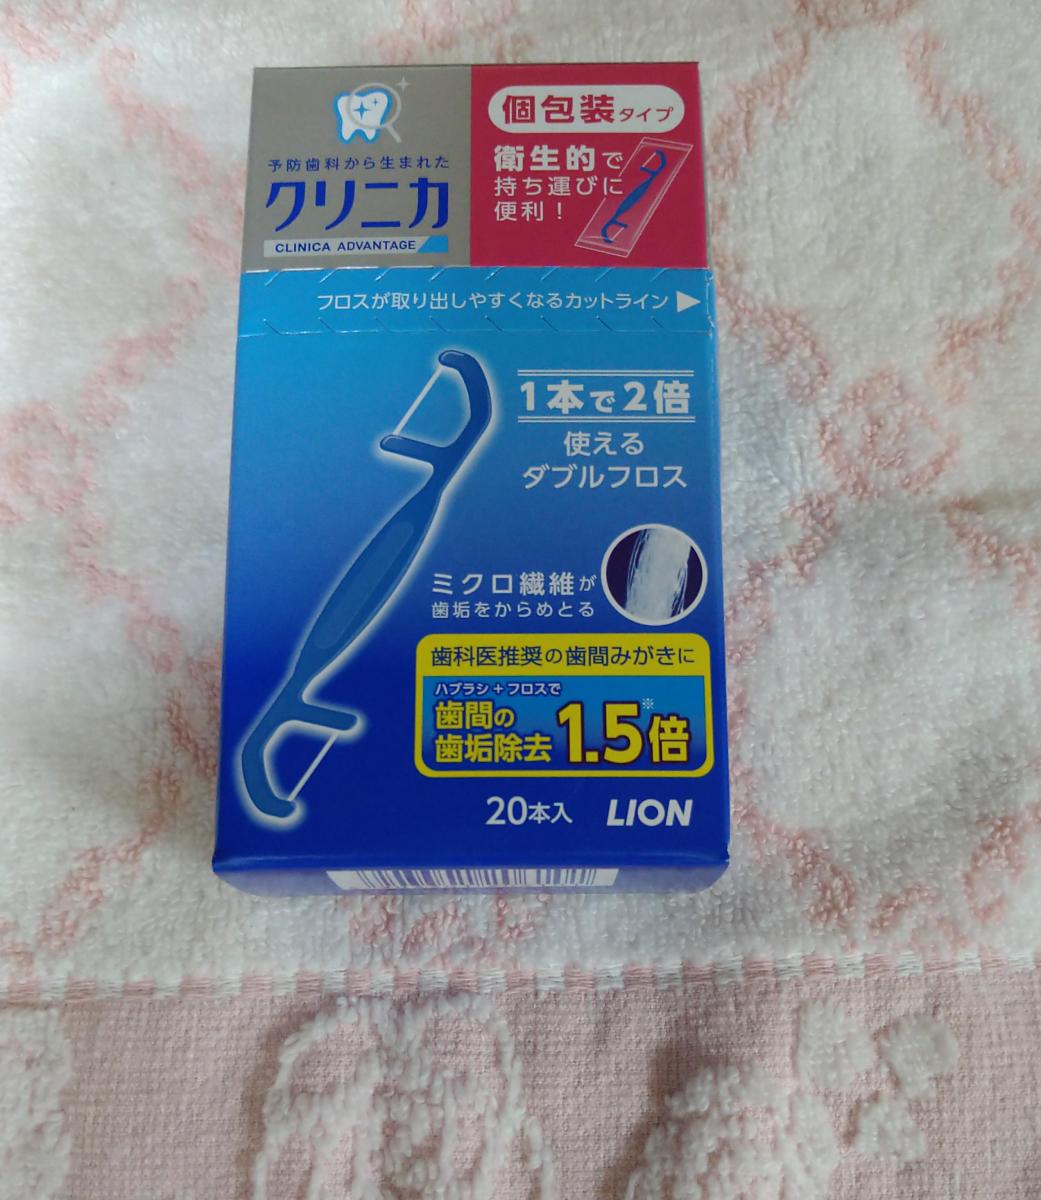 予防歯科から生まれた
クリニカ
CLINICA ADVANTAGE
個包装タイプ
衛生的で
持ち運びに
便利！
フロスが取り出しやすくなるカットライン▶
1本で2倍
使える
ダブルフロス
ミクロ繊維が
歯垢をからめとる
歯科医推奨の歯間みがきに
ハブラシ+フロスで
歯間の
歯垢除去 1.5倍※
20本入 LION